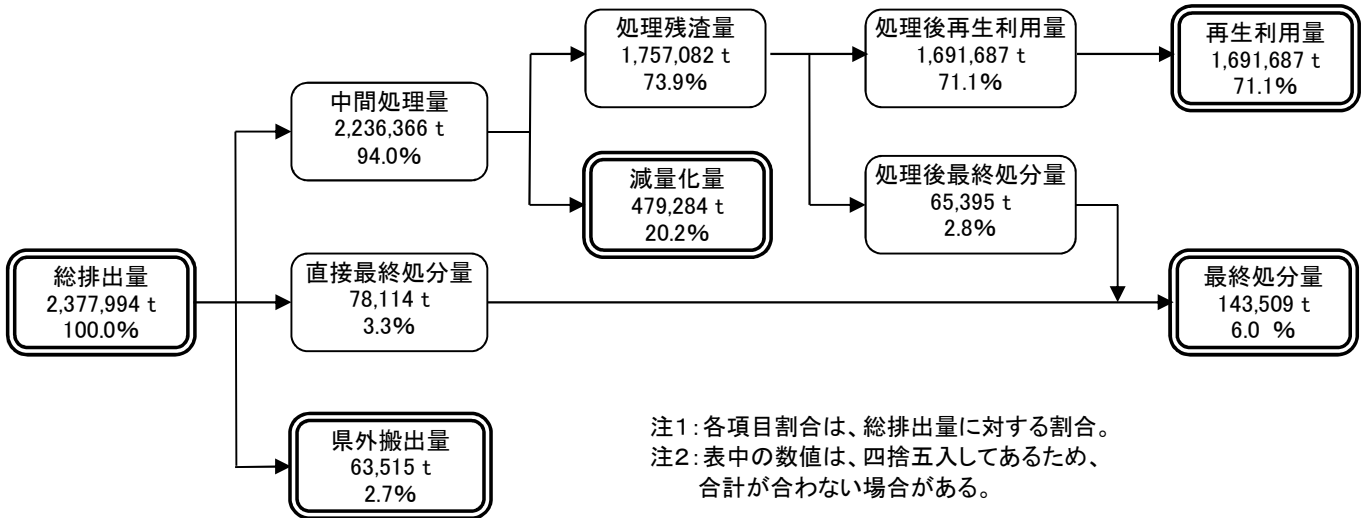 総排出量
2,377,994 t
100.0%
中間処理量
2,236,366 t
94.0%
直接最終処分量
78,114 t
3.3%
県外搬出量
63,515 t
2.7%
処理残渣量
1,757,082 t
73.9%
減量化量
479,284 t
20.2%
処理後再生利用量
1,691,687 t
71.1%
処理後最終処分量
65,395 t
2.8%
再生利用量
1,691,687 t
71.1%
最終処分量
143,509 t
6.0 %
注1:各項目割合は、総排出量に対する割合。
注2:表中の数値は、四捨五入してあるため、
合計が合わない場合がある。